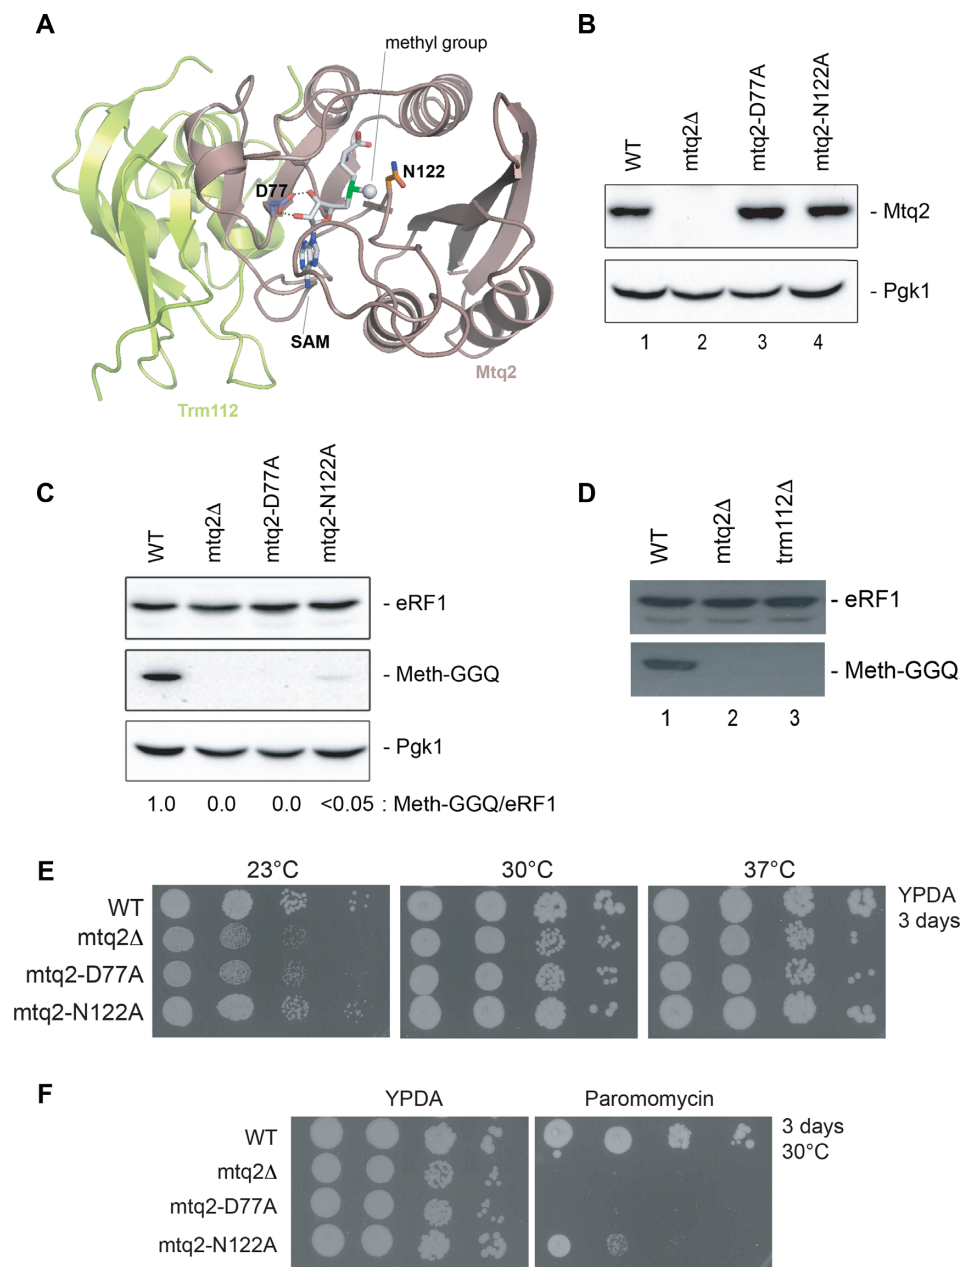 A
methyl group
D77
N122
SAM
Mtq2
Trm112
B
WT
mtq2Δ
mtq2-D77A
mtq2-N122A
- Mtq2
- Pgk1
1 2 3 4
C
WT
mtq2Δ
mtq2-D77A
mtq2-N122A
- eRF1
- Meth-GGQ
- Pgk1
1.0 0.0 0.0 <0.05 : Meth-GGQ/eRF1
D
WT
mtq2Δ
trm112Δ
- eRF1
- Meth-GGQ
1 2 3
E
23°C 30°C 37°C
WT
mtq2Δ
mtq2-D77A
mtq2-N122A
YPDA
3 days
F
YPDA Paromomycin
WT
mtq2Δ
mtq2-D77A
mtq2-N122A
3 days
30°C